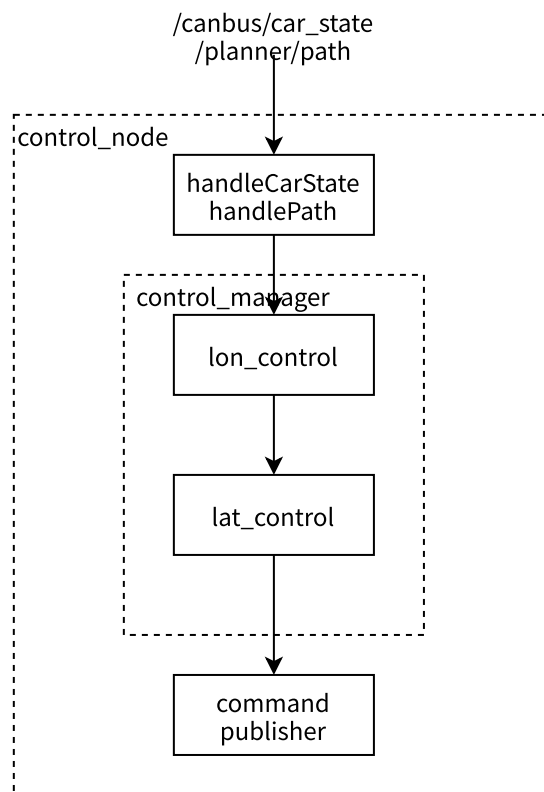 /canbus/car_state
/planner/path
control_node
handleCarState
handlePath
control_manager
lon_control
lat_control
command
publisher